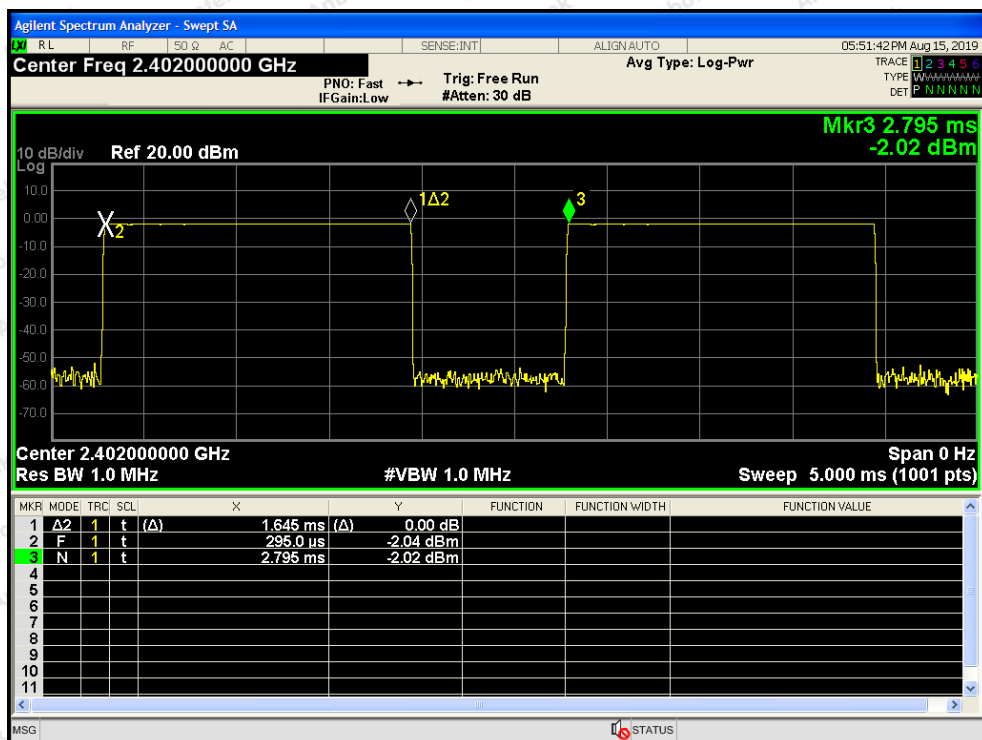 Agilent Spectrum Analyzer - Swept SA
LXI RL RF 50 Ω AC SENSE:INT ALIGNAUTO 05:51:42 PM Aug 15, 2019
Center Freq 2.402000000 GHz
Avg Type: Log-Pwr
TRACE 1 2 3 4 5 6
PNO: Fast Trig: Free Run
TYPE WWWWWW
IFGain:Low #Atten: 30 dB
DET P N N N N N
Mkr3 2.795 ms
-2.02 dBm
10 dB/div Ref 20.00 dBm
Log
10.0
0.00
-10.0
-20.0
-30.0
-40.0
-50.0
-60.0
-70.0
X2
1Δ2
3
Center 2.402000000 GHz Span 0 Hz
Res BW 1.0 MHz #VBW 1.0 MHz Sweep 5.000 ms (1001 pts)
MKR MODE TRC SCL X Y FUNCTION FUNCTION WIDTH FUNCTION VALUE
1 Δ2 1 t (Δ) 1.645 ms (Δ) 0.00 dB
2 F 1 t 295.0 µs -2.04 dBm
3 N 1 t 2.795 ms -2.02 dBm
4
5
6
7
8
9
10
11
MSG STATUS